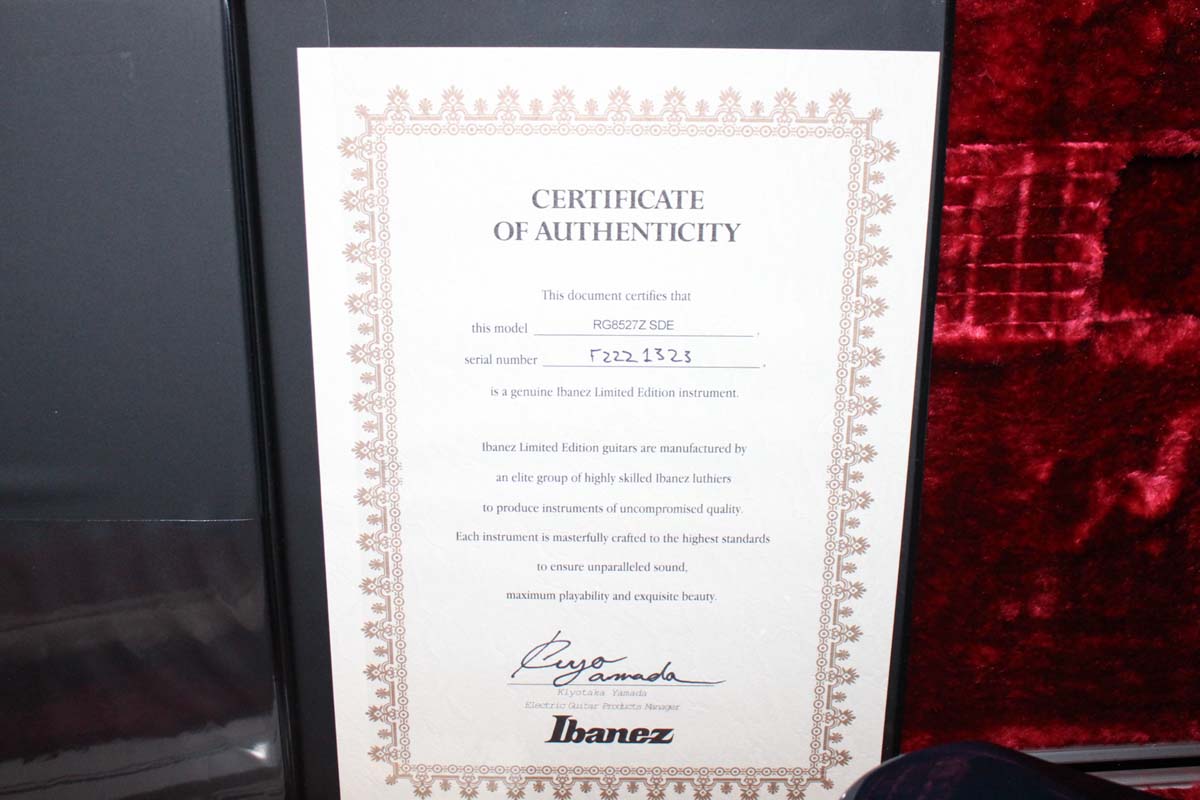 CERTIFICATE
OF AUTHENTICITY
This document certifies that
this model RG8527Z SDE .
serial number F2221323 .
is a genuine Ibanez Limited Edition instrument.
Ibanez Limited Edition guitars are manufactured by
an elite group of highly skilled Ibanez luthiers
to produce instruments of uncompromised quality.
Each instrument is masterfully crafted to the highest standards
to ensure unparalleled sound,
maximum playability and exquisite beauty.
Kiyo
Yamada
Kiyotaka Yamada
Electric Guitar Products Manager
Ibanez